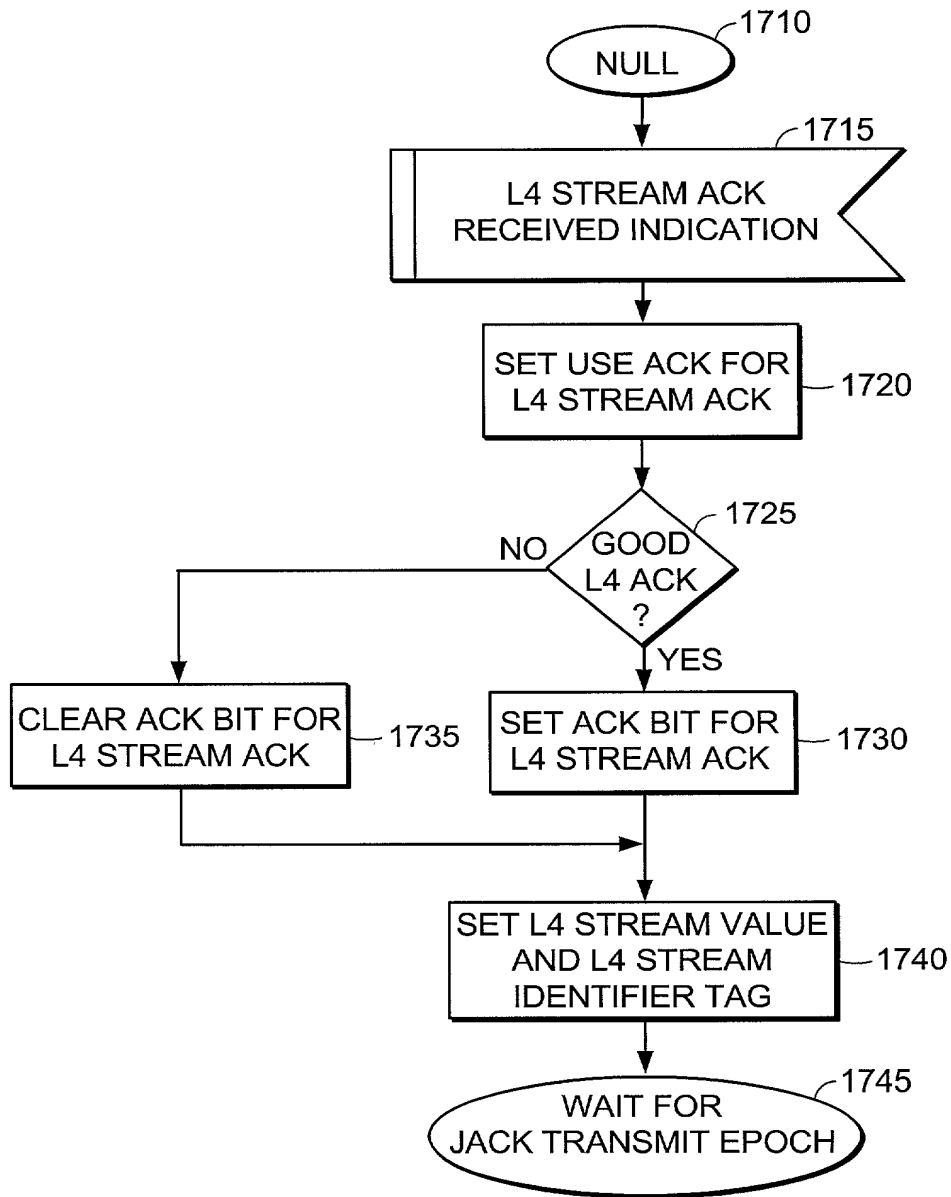 1710
NULL
1715
L4 STREAM ACK
RECEIVED INDICATION
SET USE ACK FOR
L4 STREAM ACK
1720
1725
GOOD
L4 ACK
?
NO
YES
CLEAR ACK BIT FOR
L4 STREAM ACK
1735
SET ACK BIT FOR
L4 STREAM ACK
1730
SET L4 STREAM VALUE
AND L4 STREAM
IDENTIFIER TAG
1740
1745
WAIT FOR
JACK TRANSMIT EPOCH